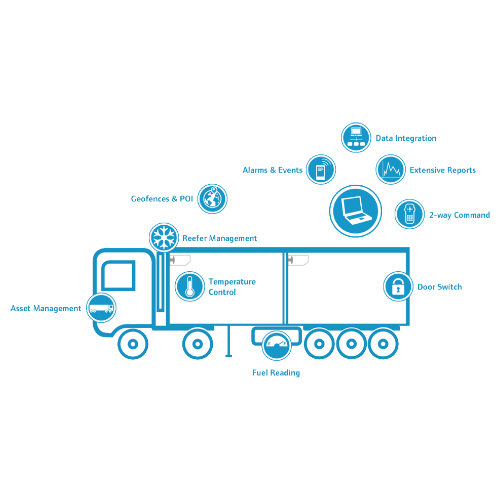 Data Integration
Alarms & Events
Extensive Reports
Geofences & POI
2-way Command
Reefer Management
Temperature
Control
Door Switch
Asset Management
Fuel Reading